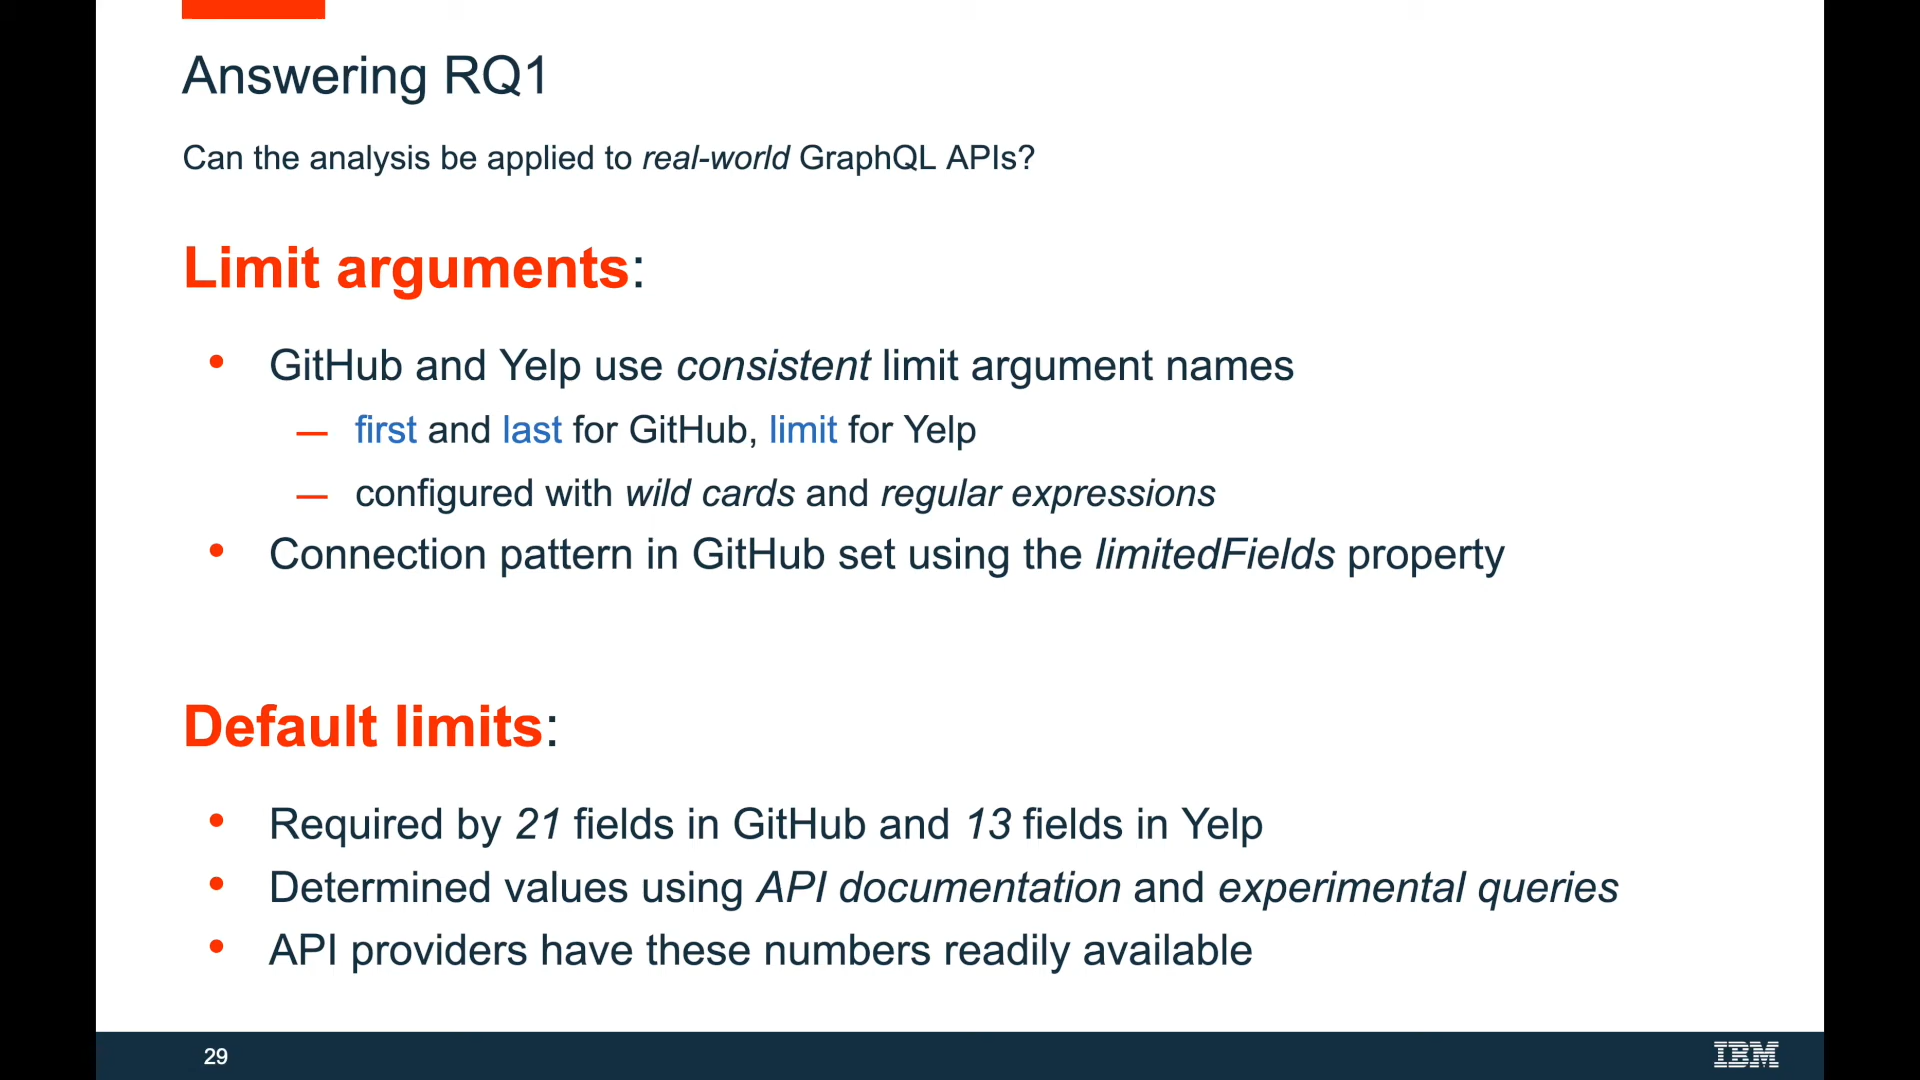 Answering RQ1
Can the analysis be applied to real-world GraphQL APIs?
Limit arguments:
• GitHub and Yelp use consistent limit argument names
— first and last for GitHub, limit for Yelp
— configured with wild cards and regular expressions
• Connection pattern in GitHub set using the limitedFields property
Default limits:
• Required by 21 fields in GitHub and 13 fields in Yelp
• Determined values using API documentation and experimental queries
• API providers have these numbers readily available
29
IBM